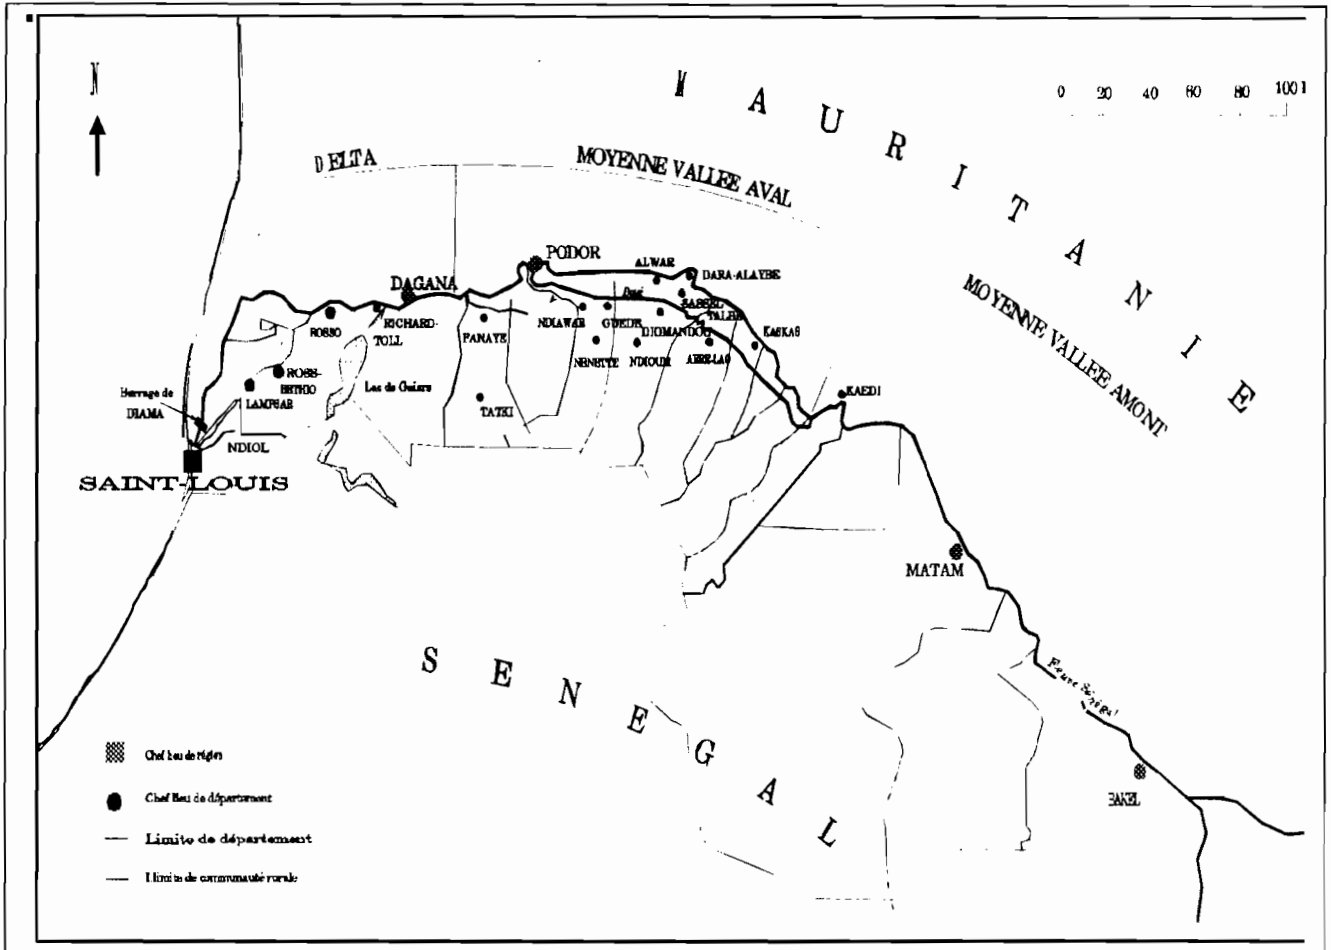 N
MAURITANIE
0 20 40 60 80 100
DELTA
MOYENNE VALLEE AVAL
MOYENNE VALLEE AMONT
PODOR
ALWAR
DARA-ALAYBE
DAGANA
Doué
ROSSO
RICHARD-
TOLL
FANAYE
NDIAWAR
GUEDE
DIOMANDOU
KASKAS
NDIOUM
ROSS-
BETHIO
Lac de Guiers
LAMPSAR
Barrage de
DIAMA
TATKI
KAEDI
NDIOL
SAINT-LOUIS
MATAM
SENEGAL
BAKEL
Chef lieu de région
Chef lieu de département
Limite de département
Llimite de communauté rurale